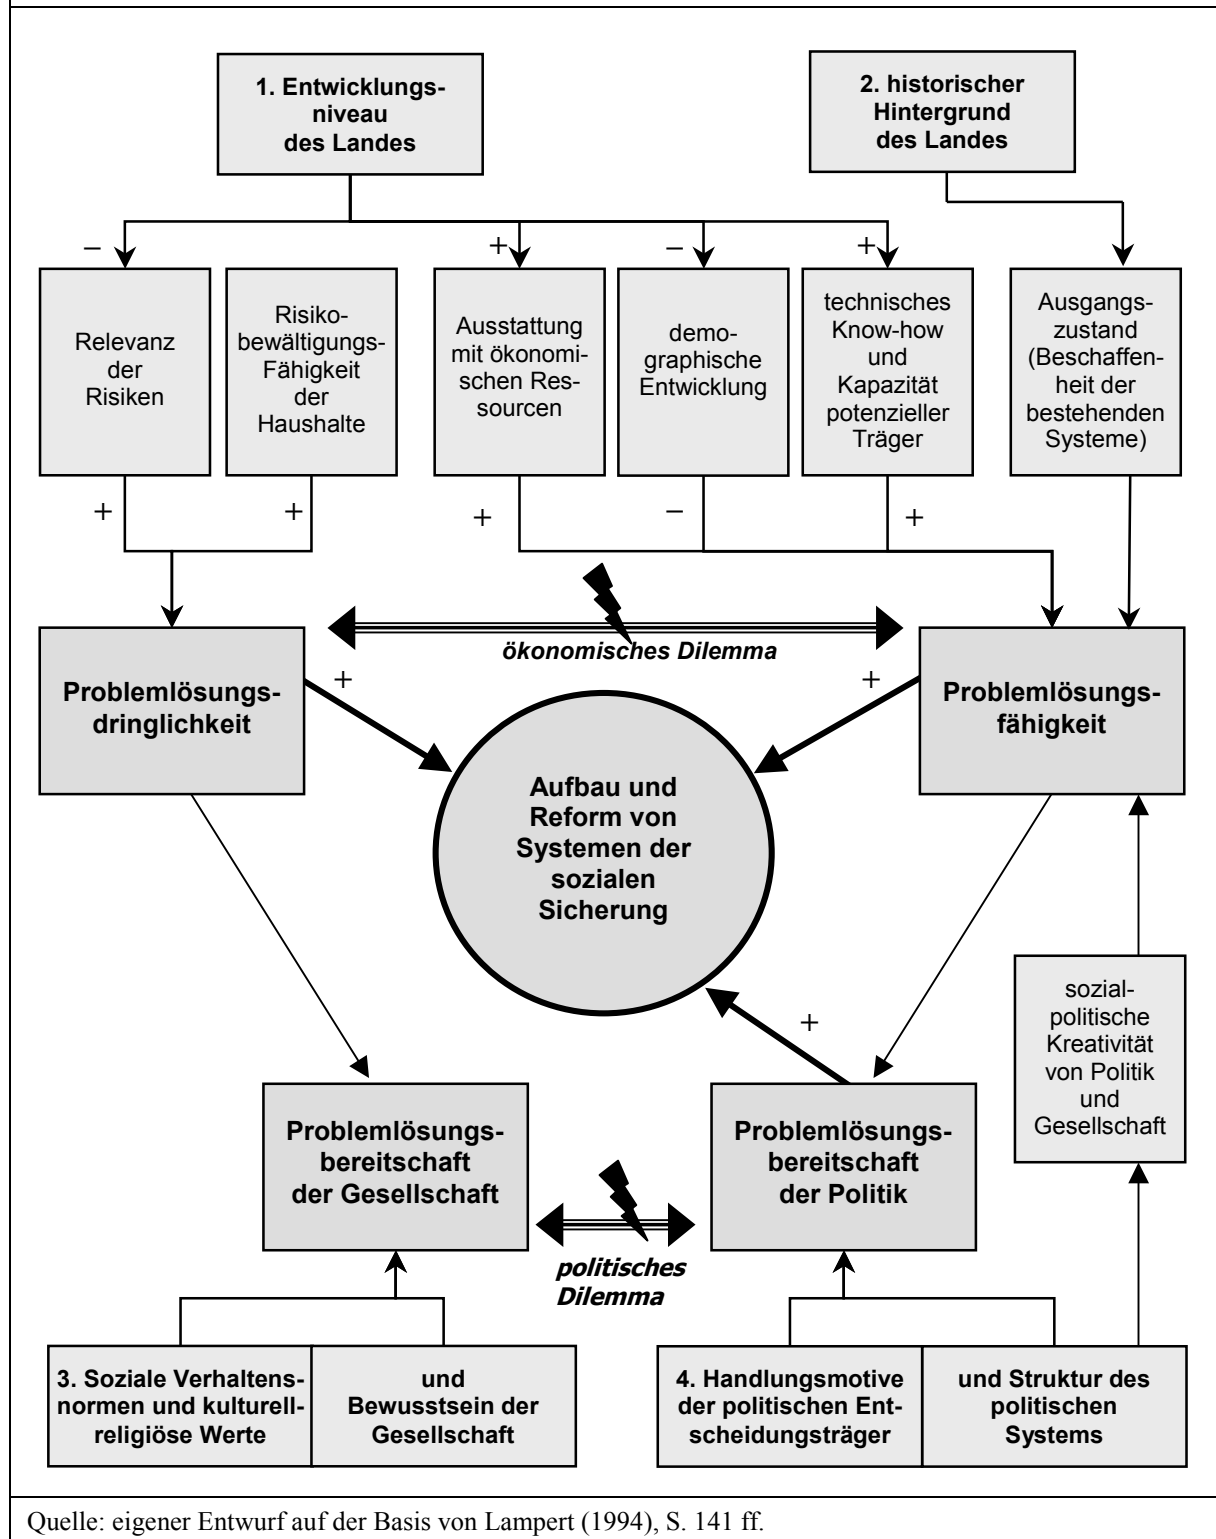 1. Entwicklungs-
niveau
des Landes
2. historischer
Hintergrund
des Landes
–
+
–
+
Relevanz
der
Risiken
Risiko-
bewältigungs-
Fähigkeit
der
Haushalte
Ausstattung
mit ökonomi-
schen Res-
sourcen
demo-
graphische
Entwicklung
technisches
Know-how
und
Kapazität
potenzieller
Träger
Ausgangs-
zustand
(Beschaffen-
heit der
bestehenden
Systeme)
+
+
+
–
+
ökonomisches Dilemma
Problemlösungs-
dringlichkeit
+
+
Problemlösungs-
fähigkeit
Aufbau und
Reform von
Systemen der
sozialen
Sicherung
+
sozial-
politische
Kreativität
von Politik
und
Gesellschaft
Problemlösungs-
bereitschaft
der Gesellschaft
Problemlösungs-
bereitschaft
der Politik
politisches
Dilemma
3. Soziale Verhaltens-
normen und kulturell-
religiöse Werte
und
Bewusstsein der
Gesellschaft
4. Handlungsmotive
der politischen Ent-
scheidungsträger
und Struktur des
politischen
Systems
Quelle: eigener Entwurf auf der Basis von Lampert (1994), S. 141 ff.